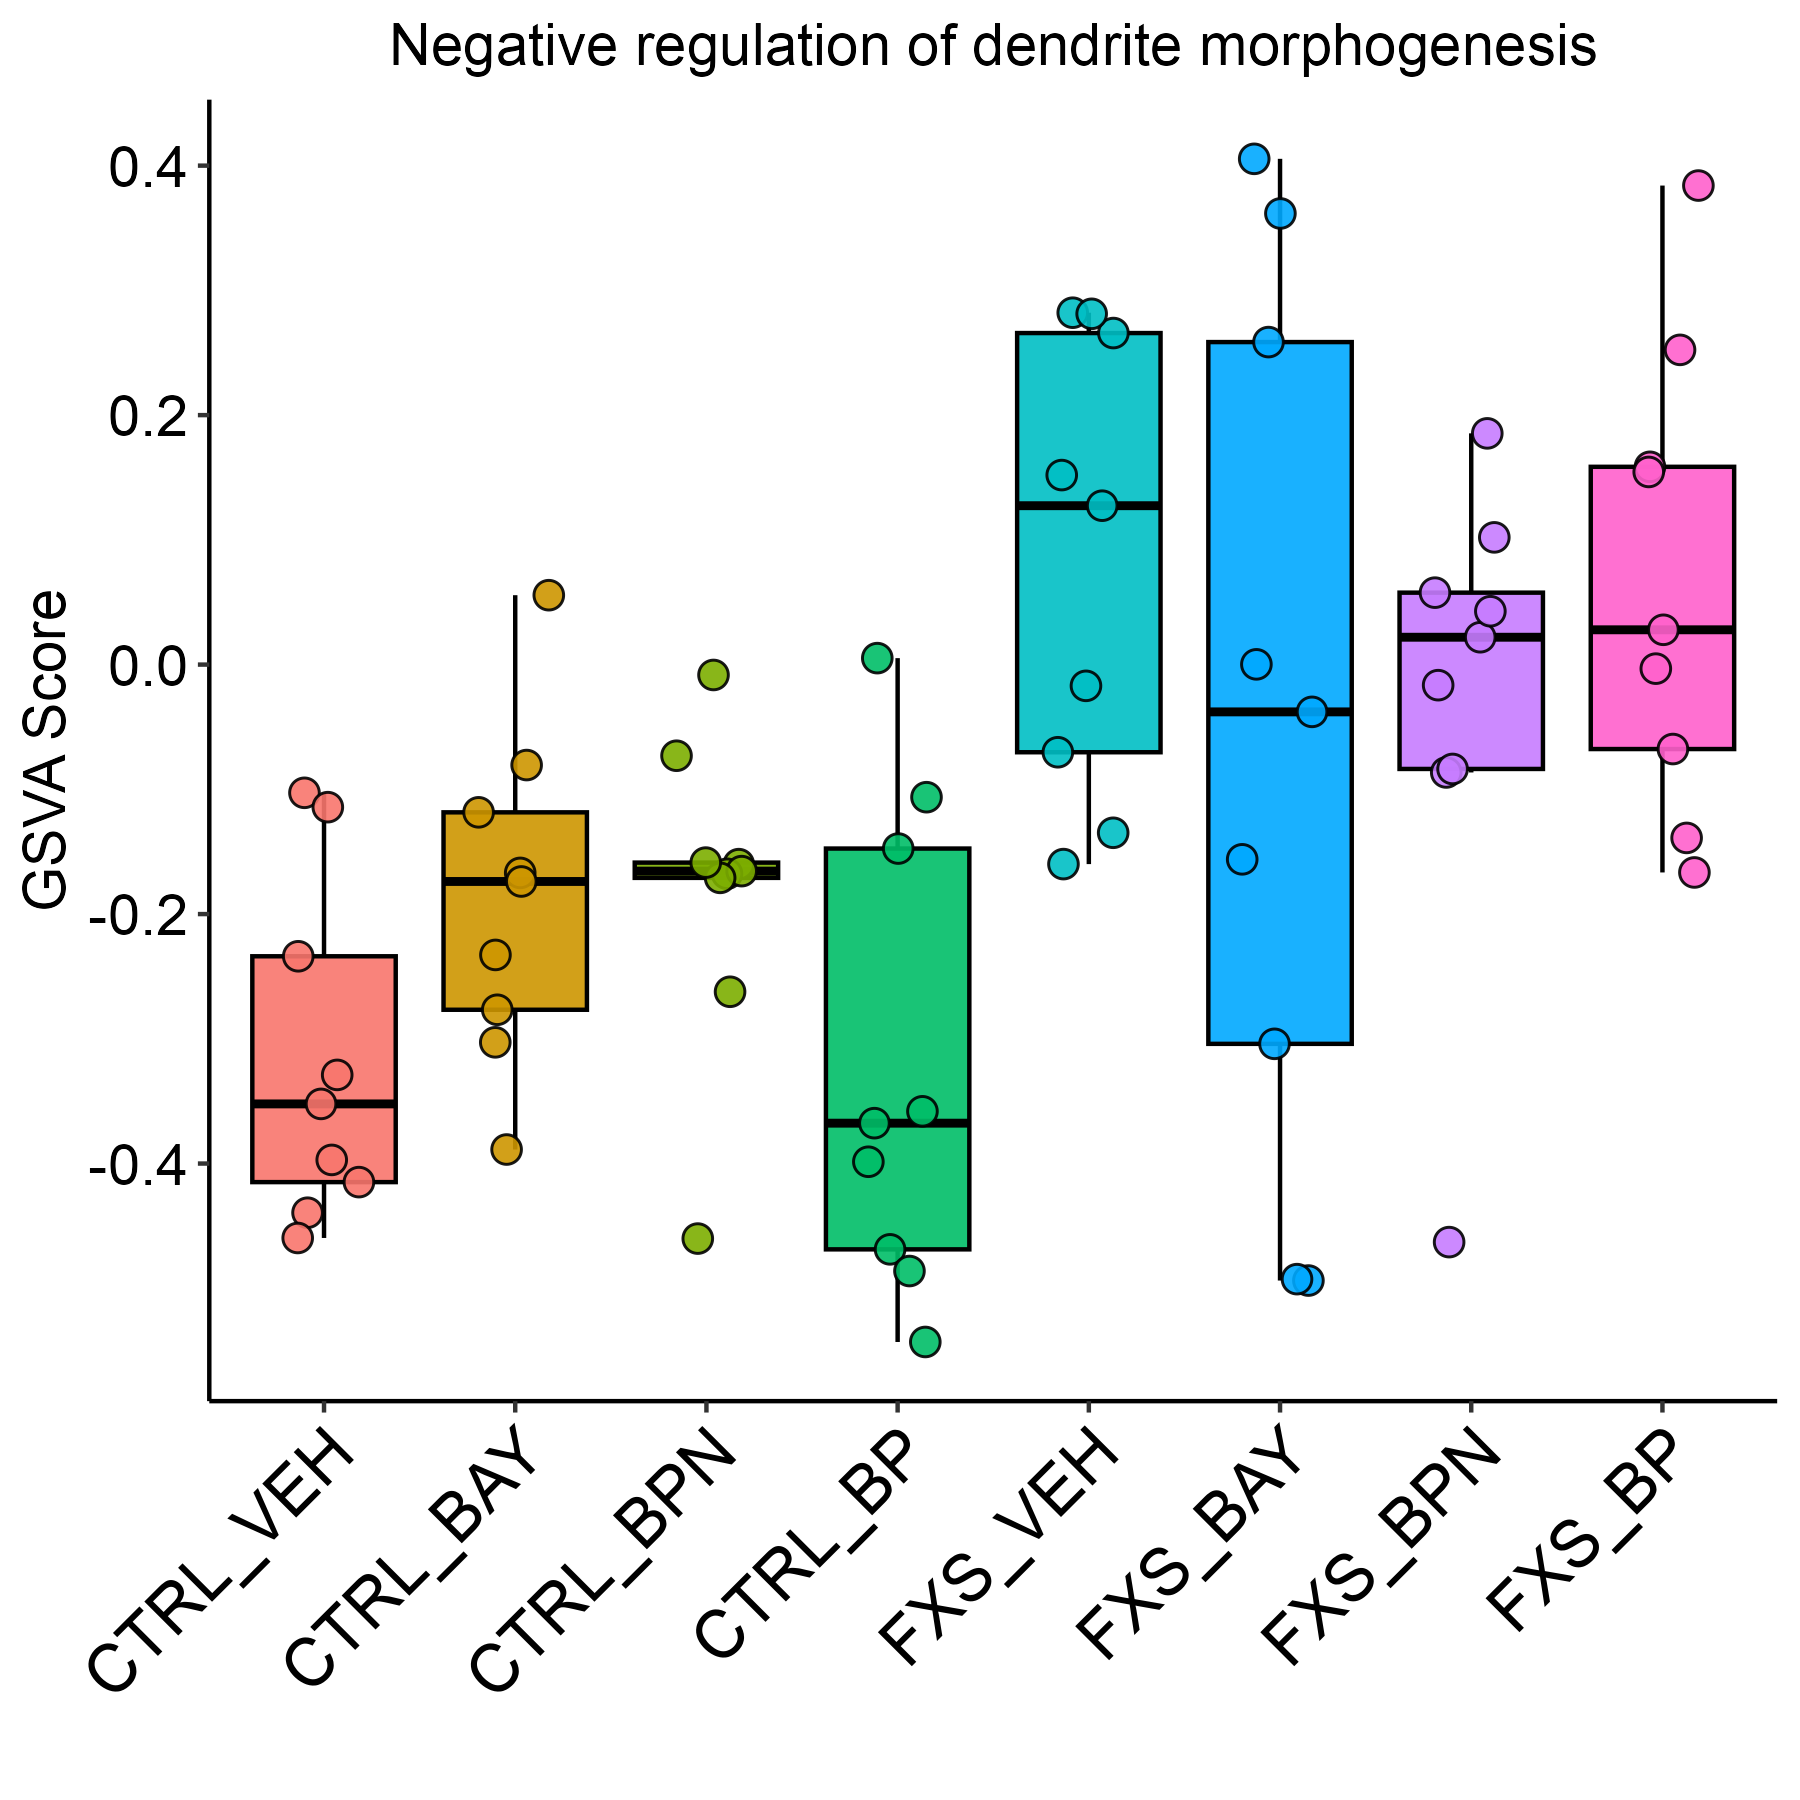 Negative regulation of dendrite morphogenesis
GSVA Score
0.4
0.2
0.0
-0.2
-0.4
CTRL_VEH
CTRL_BAY
CTRL_BPN
CTRL_BP
FXS_VEH
FXS_BAY
FXS_BPN
FXS_BP